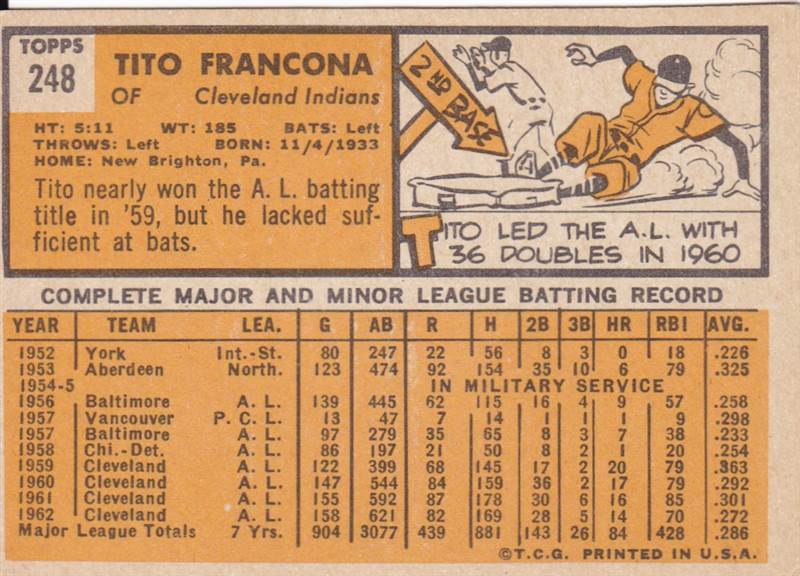 TOPPS
248
TITO FRANCONA
OF Cleveland Indians
HT: 5:11 WT: 185 BATS: Left
THROWS: Left BORN: 11/4/1933
HOME: New Brighton, Pa.
Tito nearly won the A. L. batting
title in '59, but he lacked suf-
ficient at bats.
2ND BASE
TITO LED THE A.L. WITH
36 DOUBLES IN 1960
COMPLETE MAJOR AND MINOR LEAGUE BATTING RECORD
YEAR TEAM LEA. G AB R H 2B 3B HR RBI AVG.
1952 York Int.-St. 80 247 22 56 8 3 0 18 .226
1953 Aberdeen North. 123 474 92 154 35 10 6 79 .325
1954-5 IN MILITARY SERVICE
1956 Baltimore A. L. 139 445 62 115 16 4 9 57 .258
1957 Vancouver P. C. L. 13 47 7 14 1 1 1 9 .298
1957 Baltimore A. L. 97 279 35 65 8 3 7 38 .233
1958 Chi.-Det. A. L. 86 197 21 50 8 2 1 20 .254
1959 Cleveland A. L. 122 399 68 145 17 2 20 79 .363
1960 Cleveland A. L. 147 544 84 159 36 2 17 79 .292
1961 Cleveland A. L. 155 592 87 178 30 6 16 85 .301
1962 Cleveland A. L. 158 621 82 169 28 5 14 70 .272
Major League Totals 7 Yrs. 904 3077 439 881 143 26 84 428 .286
©T.C.G. PRINTED IN U.S.A.